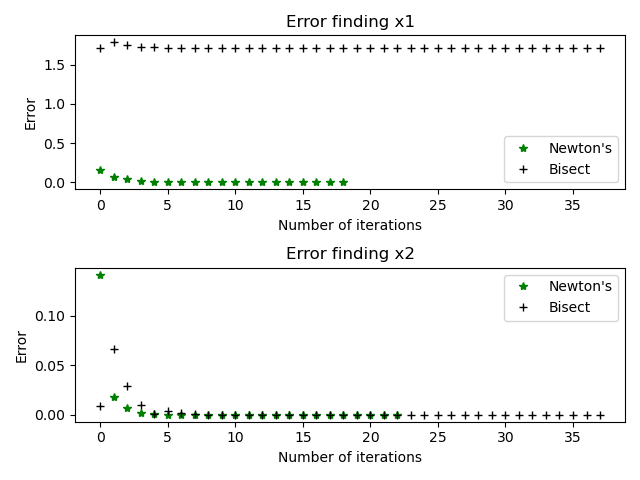 Error finding x1
1.5
1.0
0.5
0.0
Error
Newton's
Bisect
0 5 10 15 20 25 30 35
Number of iterations
Error finding x2
0.10
0.05
0.00
Error
Newton's
Bisect
0 5 10 15 20 25 30 35
Number of iterations